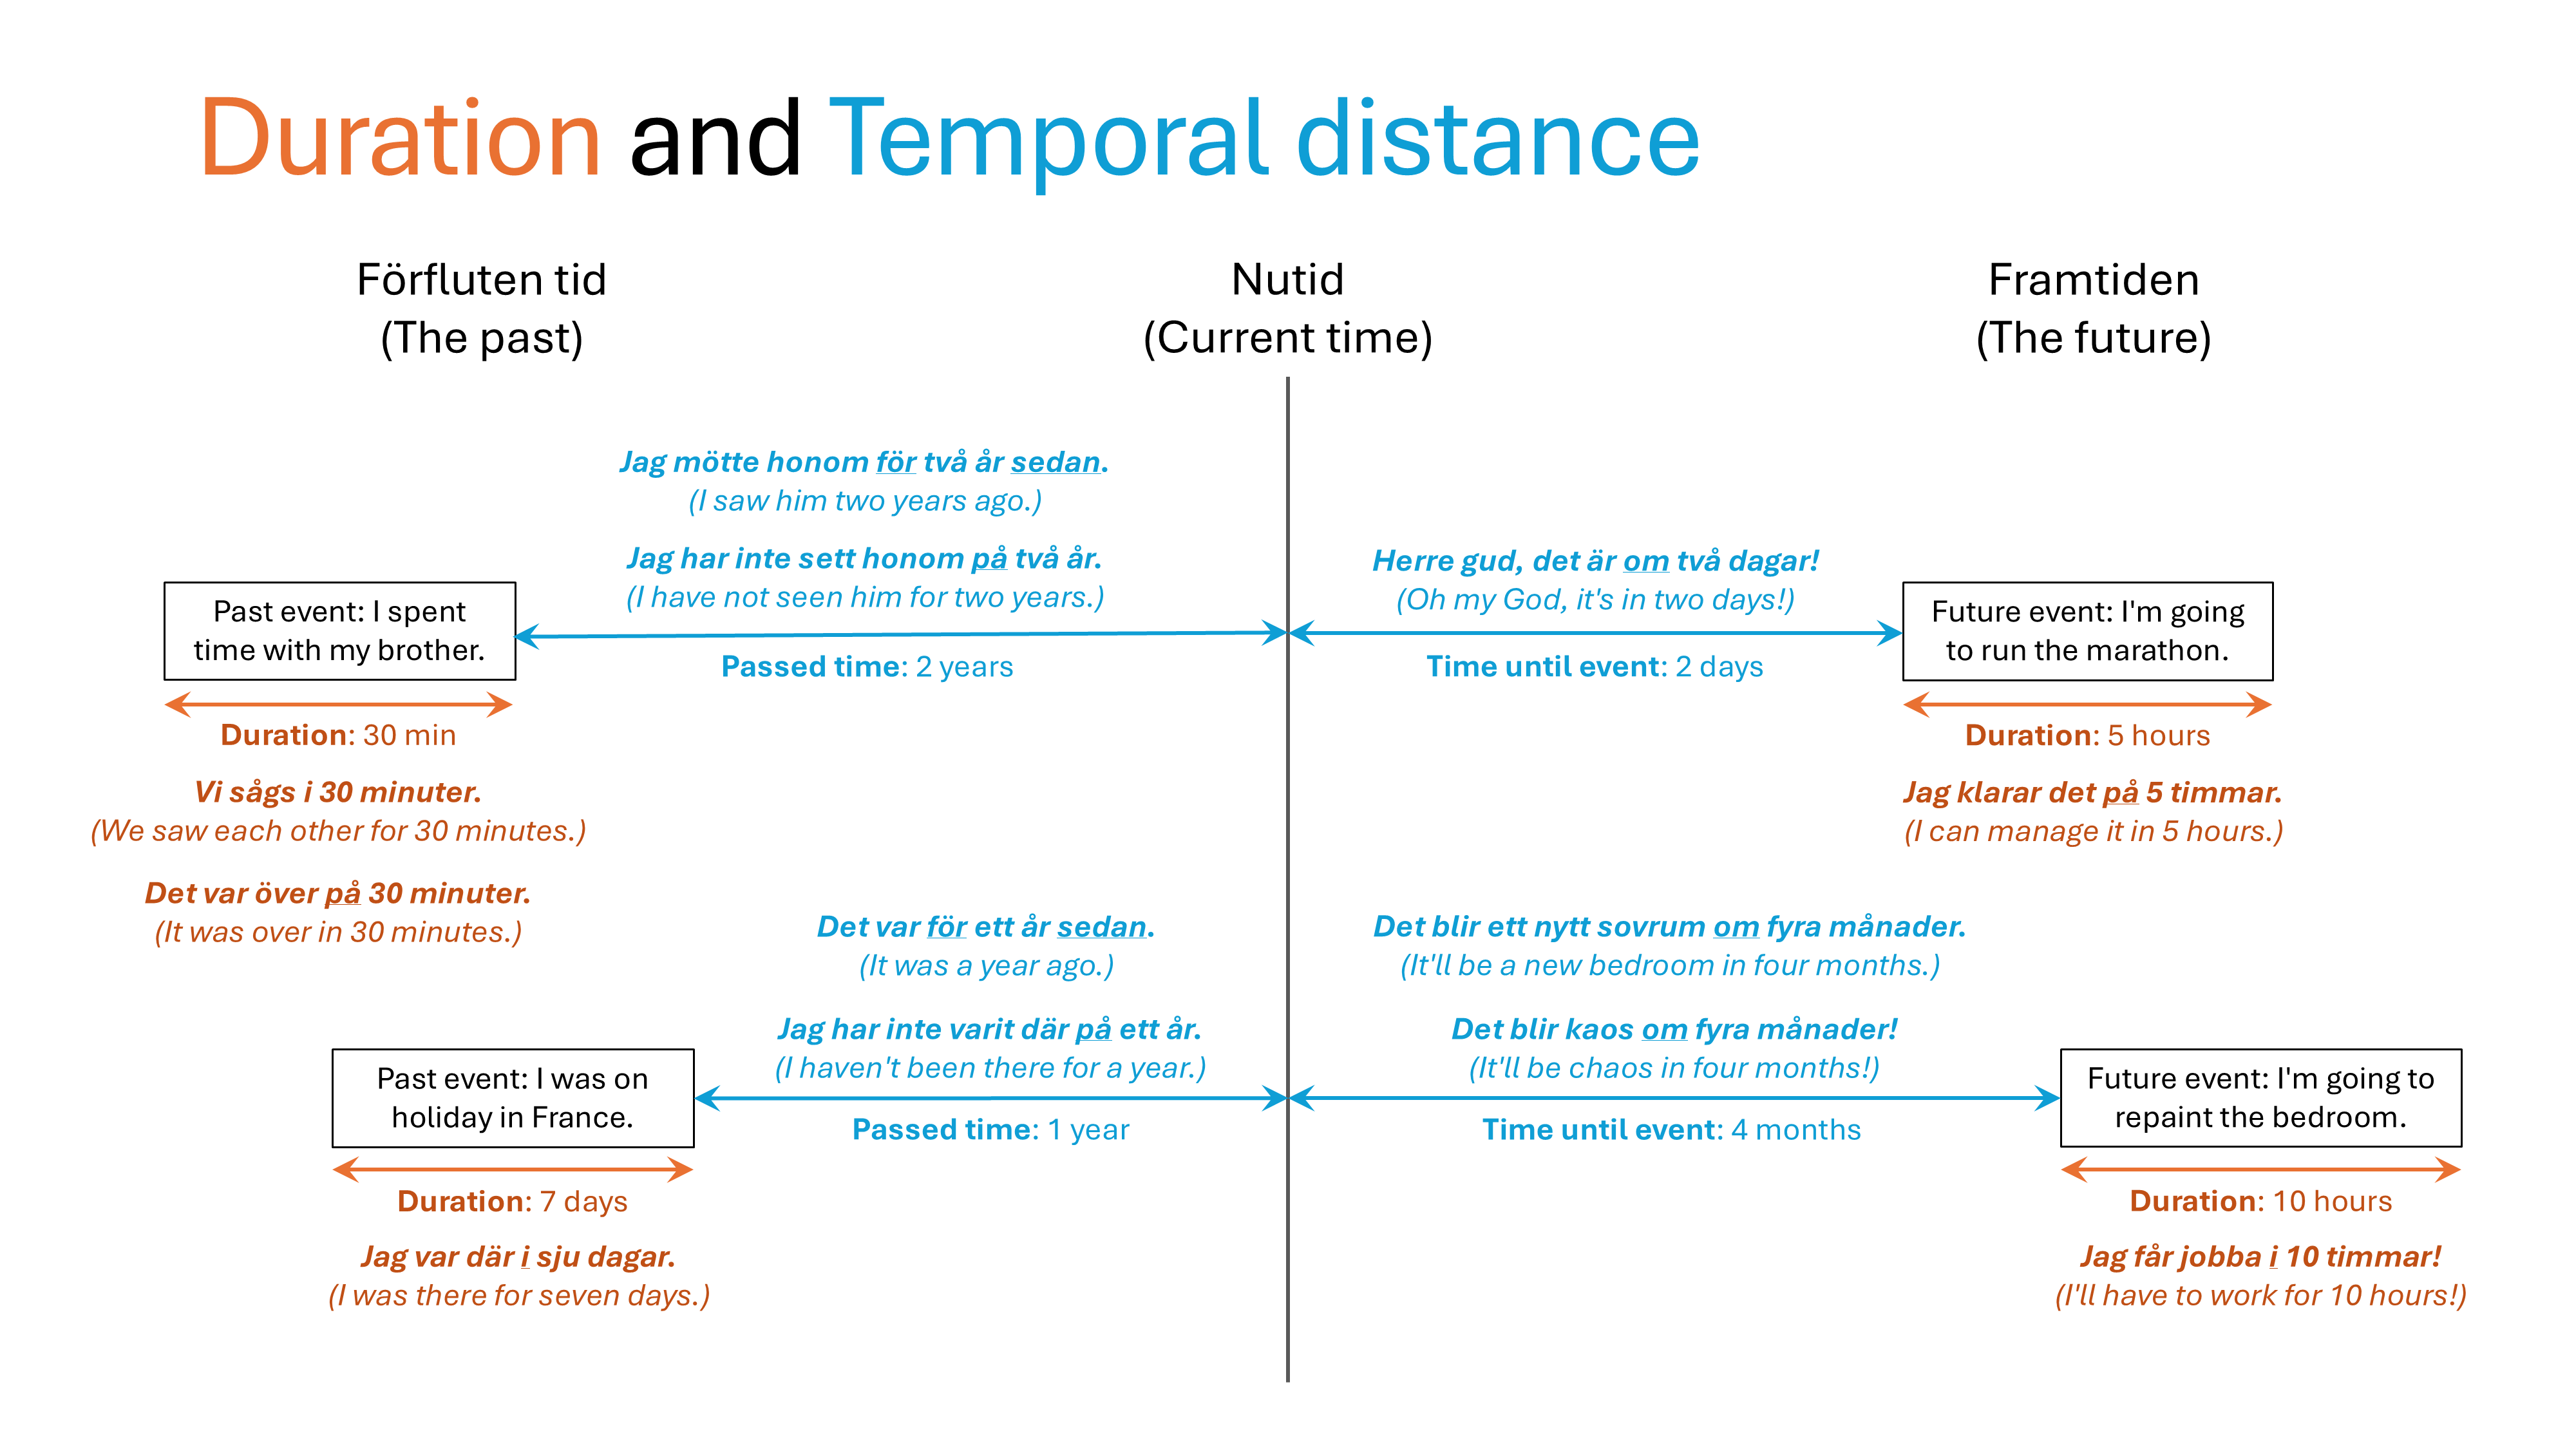 Duration and Temporal distance
Förfluten tid
(The past)
Nutid
(Current time)
Framtiden
(The future)
Jag mötte honom för två år sedan.
(I saw him two years ago.)
Jag har inte sett honom på två år.
(I have not seen him for two years.)
Herre gud, det är om två dagar!
(Oh my God, it's in two days!)
Past event: I spent
time with my brother.
Passed time: 2 years
Time until event: 2 days
Future event: I'm going
to run the marathon.
Duration: 30 min
Vi sågs i 30 minuter.
(We saw each other for 30 minutes.)
Det var över på 30 minuter.
(It was over in 30 minutes.)
Duration: 5 hours
Jag klarar det på 5 timmar.
(I can manage it in 5 hours.)
Det var för ett år sedan.
(It was a year ago.)
Jag har inte varit där på ett år.
(I haven't been there for a year.)
Det blir ett nytt sovrum om fyra månader.
(It'll be a new bedroom in four months.)
Det blir kaos om fyra månader!
(It'll be chaos in four months!)
Past event: I was on
holiday in France.
Passed time: 1 year
Time until event: 4 months
Future event: I'm going to
repaint the bedroom.
Duration: 7 days
Jag var där i sju dagar.
(I was there for seven days.)
Duration: 10 hours
Jag får jobba i 10 timmar!
(I'll have to work for 10 hours!)